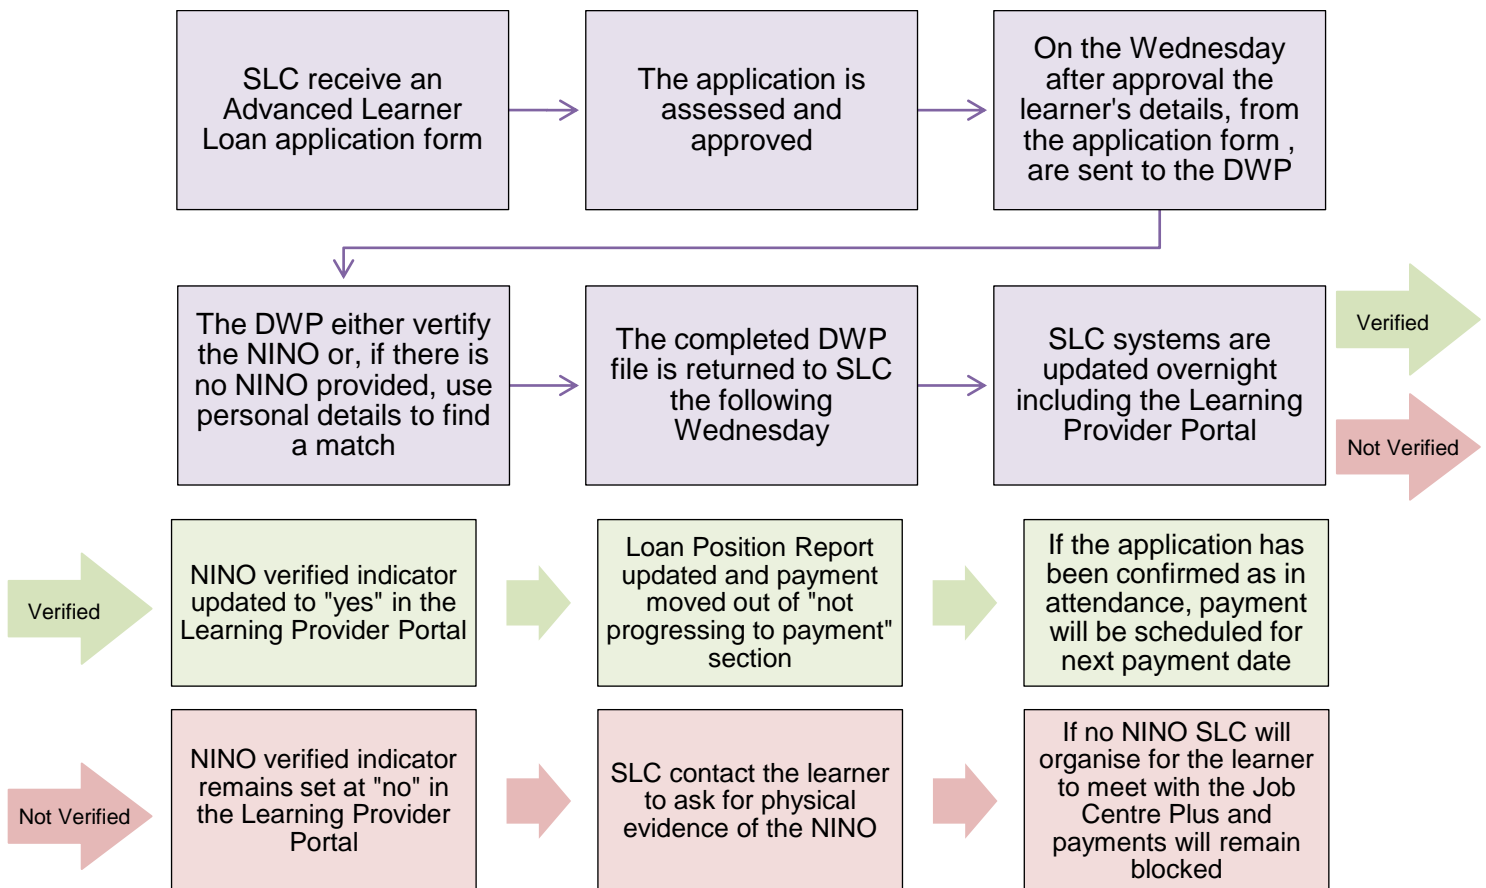 SLC receive an
Advanced Learner
Loan application form
The application is
assessed and
approved
On the Wednesday
after approval the
learner's details, from
the application form ,
are sent to the DWP
The DWP either vertify
the NINO or, if there is
no NINO provided, use
personal details to find
a match
The completed DWP
file is returned to SLC
the following
Wednesday
SLC systems are
updated overnight
including the Learning
Provider Portal
Verified
Not Verified
Verified
NINO verified indicator
updated to "yes" in the
Learning Provider Portal
Loan Position Report
updated and payment
moved out of "not
progressing to payment"
section
If the application has
been confirmed as in
attendance, payment
will be scheduled for
next payment date
Not Verified
NINO verified indicator
remains set at "no" in
the Learning Provider
Portal
SLC contact the learner
to ask for physical
evidence of the NINO
If no NINO SLC will
organise for the learner
to meet with the Job
Centre Plus and
payments will remain
blocked